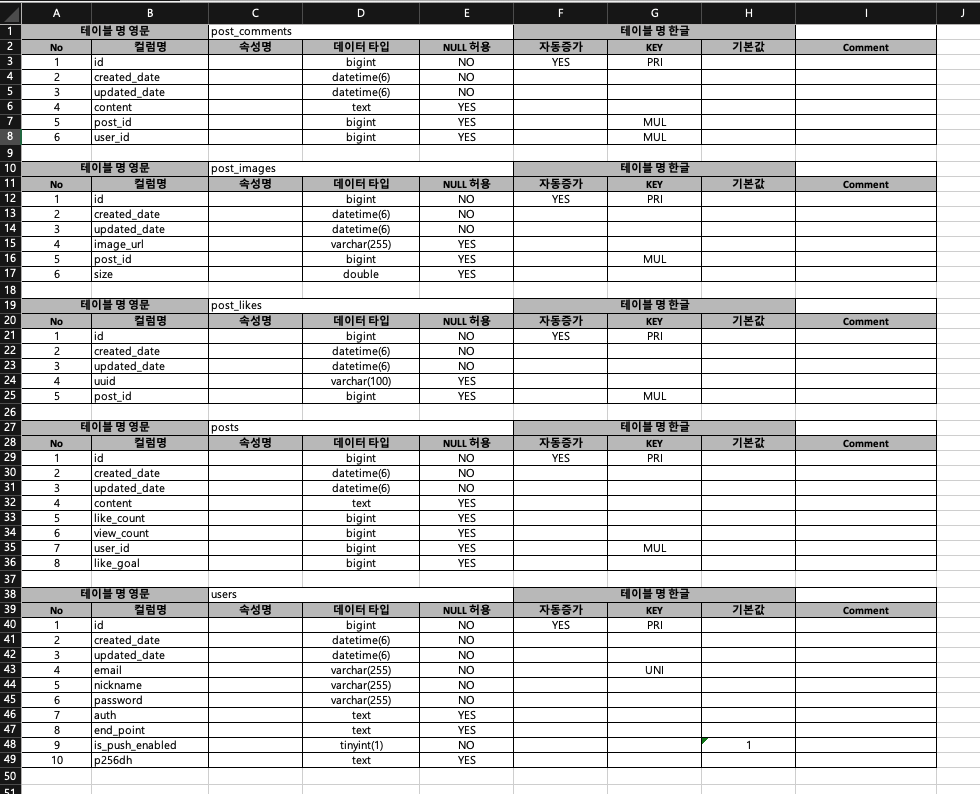 A B C D E F G H I J
1 테이블 명 영문 post_comments 테이블 명 한글
2 No 컬럼명 속성명 데이터 타입 NULL 허용 자동증가 KEY 기본값 Comment
3 1 id bigint NO YES PRI
4 2 created_date datetime(6) NO
5 3 updated_date datetime(6) NO
6 4 content text YES
7 5 post_id bigint YES MUL
8 6 user_id bigint YES MUL
9
10 테이블 명 영문 post_images 테이블 명 한글
11 No 컬럼명 속성명 데이터 타입 NULL 허용 자동증가 KEY 기본값 Comment
12 1 id bigint NO YES PRI
13 2 created_date datetime(6) NO
14 3 updated_date datetime(6) NO
15 4 image_url varchar(255) YES
16 5 post_id bigint YES MUL
17 6 size double YES
18
19 테이블 명 영문 post_likes 테이블 명 한글
20 No 컬럼명 속성명 데이터 타입 NULL 허용 자동증가 KEY 기본값 Comment
21 1 id bigint NO YES PRI
22 2 created_date datetime(6) NO
23 3 updated_date datetime(6) NO
24 4 uuid varchar(100) YES
25 5 post_id bigint YES MUL
26
27 테이블 명 영문 posts 테이블 명 한글
28 No 컬럼명 속성명 데이터 타입 NULL 허용 자동증가 KEY 기본값 Comment
29 1 id bigint NO YES PRI
30 2 created_date datetime(6) NO
31 3 updated_date datetime(6) NO
32 4 content text YES
33 5 like_count bigint YES
34 6 view_count bigint YES
35 7 user_id bigint YES MUL
36 8 like_goal bigint YES
37
38 테이블 명 영문 users 테이블 명 한글
39 No 컬럼명 속성명 데이터 타입 NULL 허용 자동증가 KEY 기본값 Comment
40 1 id bigint NO YES PRI
41 2 created_date datetime(6) NO
42 3 updated_date datetime(6) NO
43 4 email varchar(255) NO UNI
44 5 nickname varchar(255) NO
45 6 password varchar(255) NO
46 7 auth text YES
47 8 end_point text YES
48 9 is_push_enabled tinyint(1) NO 1
49 10 p256dh text YES
50
51